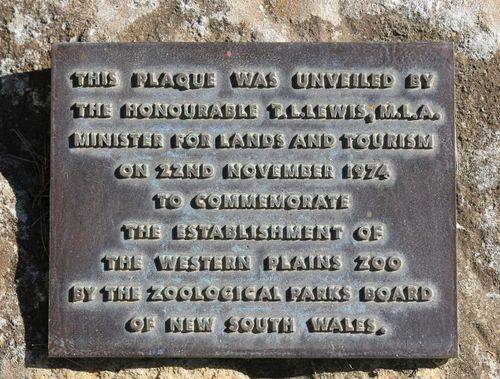 THIS PLAQUE WAS UNVEILED BY
THE HONOURABLE T.L.LEWIS, M.L.A.
MINISTER FOR LANDS AND TOURISM
ON 22ND NOVEMBER 1974
TO COMMEMORATE
THE ESTABLISHMENT OF
THE WESTERN PLAINS ZOO
BY THE ZOOLOGICAL PARKS BOARD
OF NEW SOUTH WALES.